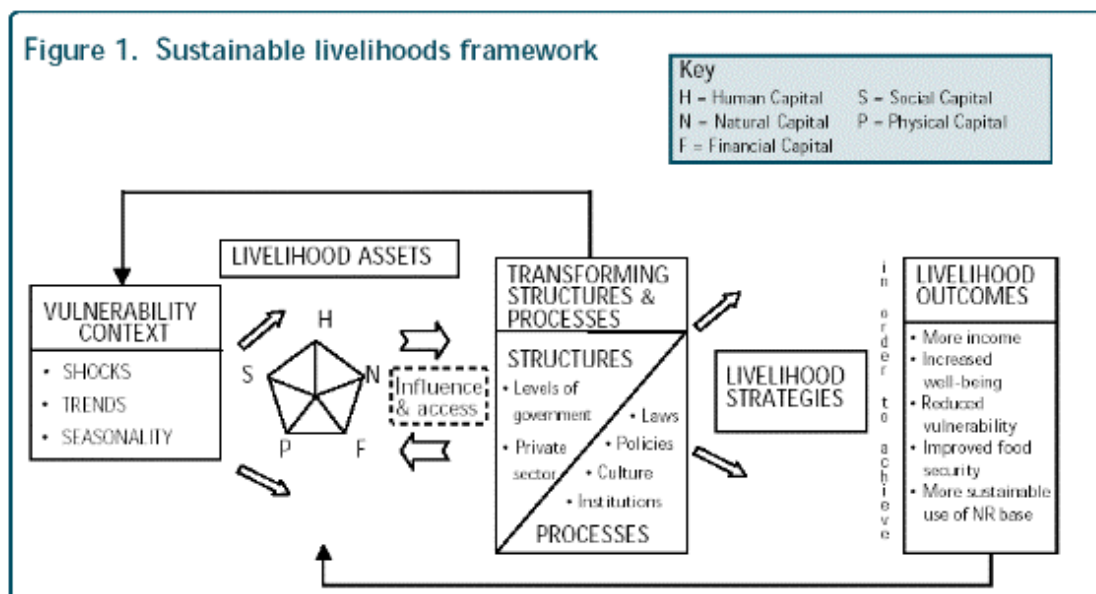 Figure 1. Sustainable livelihoods framework
Key
H = Human Capital S = Social Capital
N = Natural Capital P = Physical Capital
F = Financial Capital
LIVELIHOOD ASSETS
VULNERABILITY
CONTEXT
• SHOCKS
• TRENDS
• SEASONALITY
H
S
N
P
F
Influence
& access
TRANSFORMING
STRUCTURES &
PROCESSES
STRUCTURES
• Levels of
government
• Private
sector
• Laws
• Policies
• Culture
• Institutions
PROCESSES
LIVELIHOOD
STRATEGIES
in order to achieve
LIVELIHOOD
OUTCOMES
• More income
• Increased
well-being
• Reduced
vulnerability
• Improved food
security
• More sustainable
use of NR base